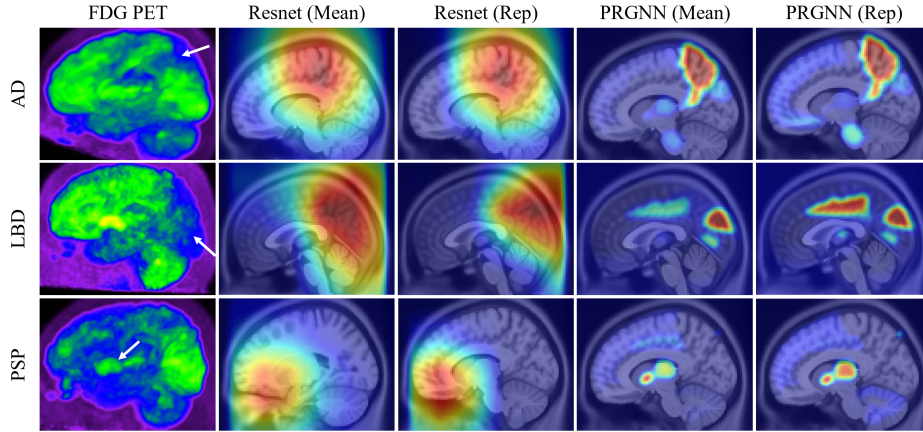 FDG PET Resnet (Mean) Resnet (Rep) PRGNN (Mean) PRGNN (Rep)
AD
LBD
PSP